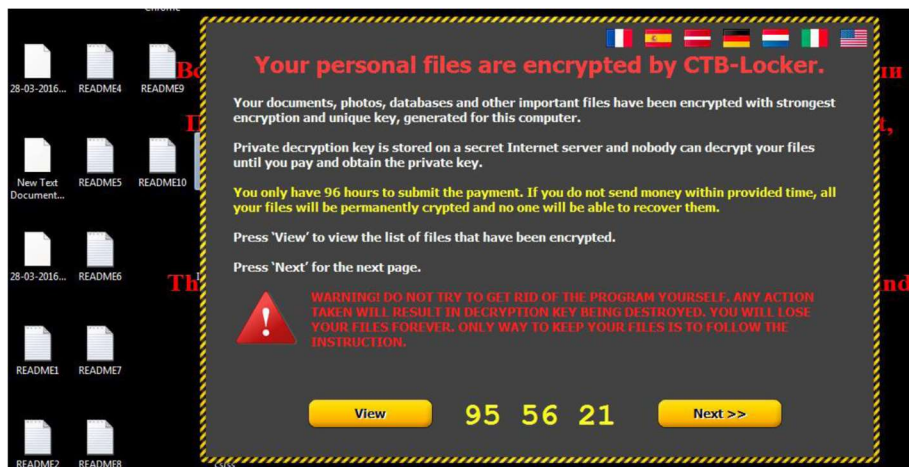 Chrome
28-03-2016...
README4
README9
New Text
Document...
README5
README10
28-03-2016...
README6
README1
README7
README2
README8
Th
nd
Your personal files are encrypted by CTB-Locker.
Your documents, photos, databases and other important files have been encrypted with strongest
encryption and unique key, generated for this computer.
Private decryption key is stored on a secret Internet server and nobody can decrypt your files
until you pay and obtain the private key.
You only have 96 hours to submit the payment. If you do not send money within provided time, all
your files will be permanently crypted and no one will be able to recover them.
Press 'View' to view the list of files that have been encrypted.
Press 'Next' for the next page.
WARNING! DO NOT TRY TO GET RID OF THE PROGRAM YOURSELF. ANY ACTION
TAKEN WILL RESULT IN DECRYPTION KEY BEING DESTROYED. YOU WILL LOSE
YOUR FILES FOREVER. ONLY WAY TO KEEP YOUR FILES IS TO FOLLOW THE
INSTRUCTION.
View
95 56 21
Next >>